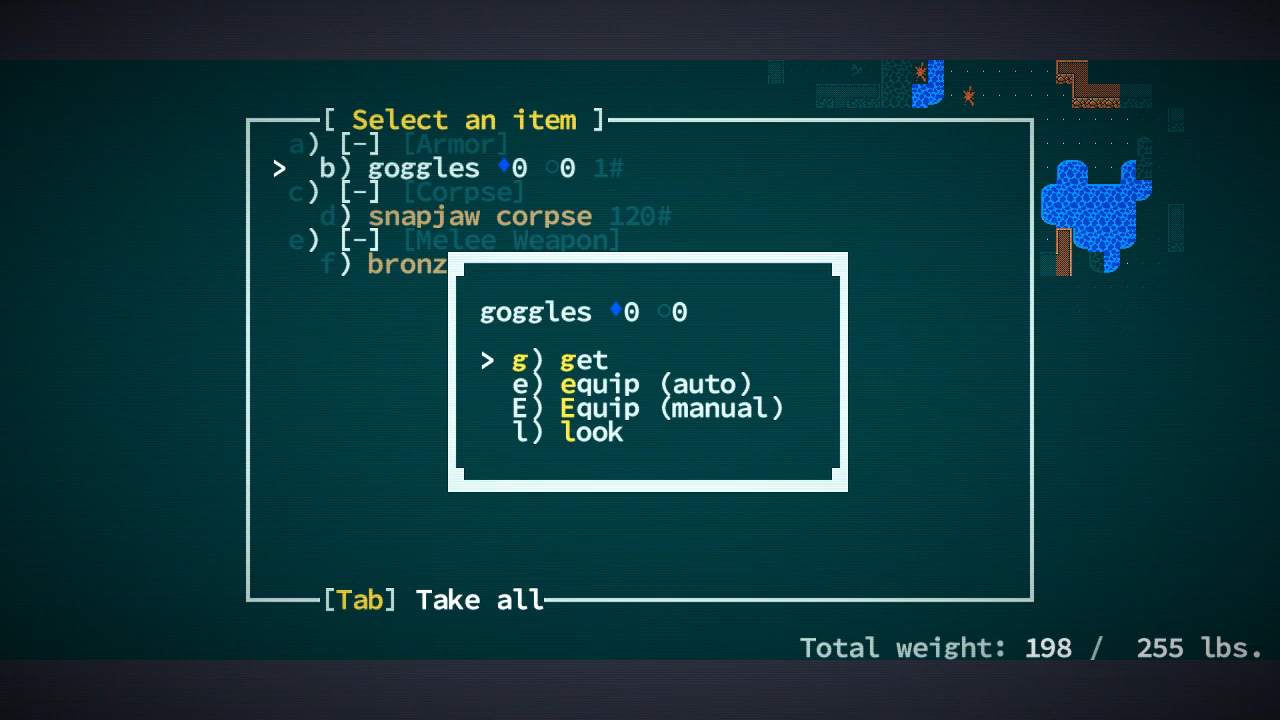 [ Select an item ]
a) [-] [Armor]
> b) goggles ♦0 ○0 1#
c) [-] [Corpse]
d) snapjaw corpse 120#
e) [-] [Melee Weapon]
f) bronz
goggles ♦0 ○0
> g) get
e) equip (auto)
E) Equip (manual)
l) look
[Tab] Take all
Total weight: 198 / 255 lbs.